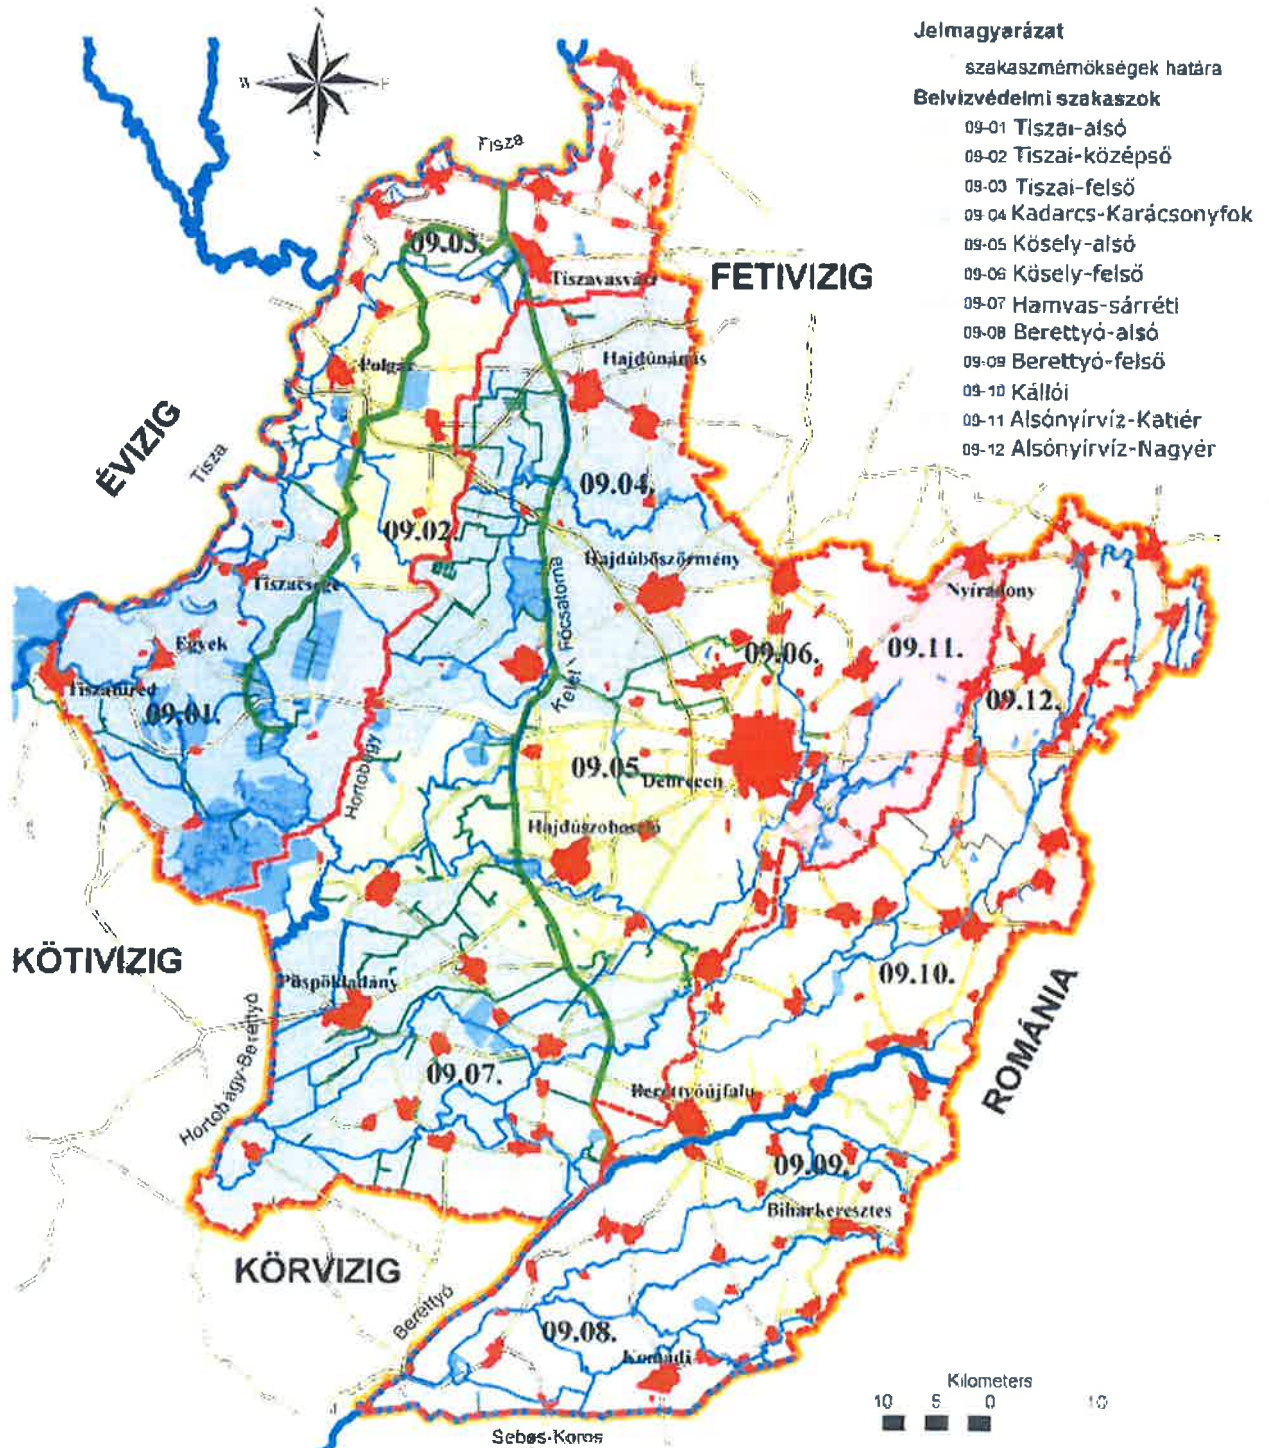 Jelmagyarázat
szakaszmérnökségek határa
Belvízvédelmi szakaszok
09-01 Tiszai-alsó
09-02 Tiszai-középső
09-03 Tiszai-felső
09-04 Kadarcs-Karácsonyfok
09-05 Kösely-alsó
09-06 Kösely-felső
09-07 Hamvas-sárréti
09-08 Berettyó-alsó
09-09 Berettyó-felső
09-10 Kállói
09-11 Alsónyírvíz-Katiér
09-12 Alsónyírvíz-Nagyér
N
W
E
S
Tisza
09.03.
Tiszavasvári
FETIVIZIG
Polgár
Hajdúnánás
ÉVIZIG
Tisza
09.04.
09.02.
Hajdúböszörmény
Tiszacsege
Nyíradony
Egyek
Keleti Főcsatorna
09.06.
09.11.
Tiszafüred
09.01.
09.12.
Hortobágy
09.05.
Debrecen
Hajdúszoboszló
KÖTIVIZIG
09.10.
Püspökladány
ROMÁNIA
Hortobágy-Berettyó
09.07.
Berettyóújfalu
09.09.
Biharkeresztes
KÖRVIZIG
Berettyó
09.08.
Komádi
Kilometers
10 5 0 10
Sebes-Koros